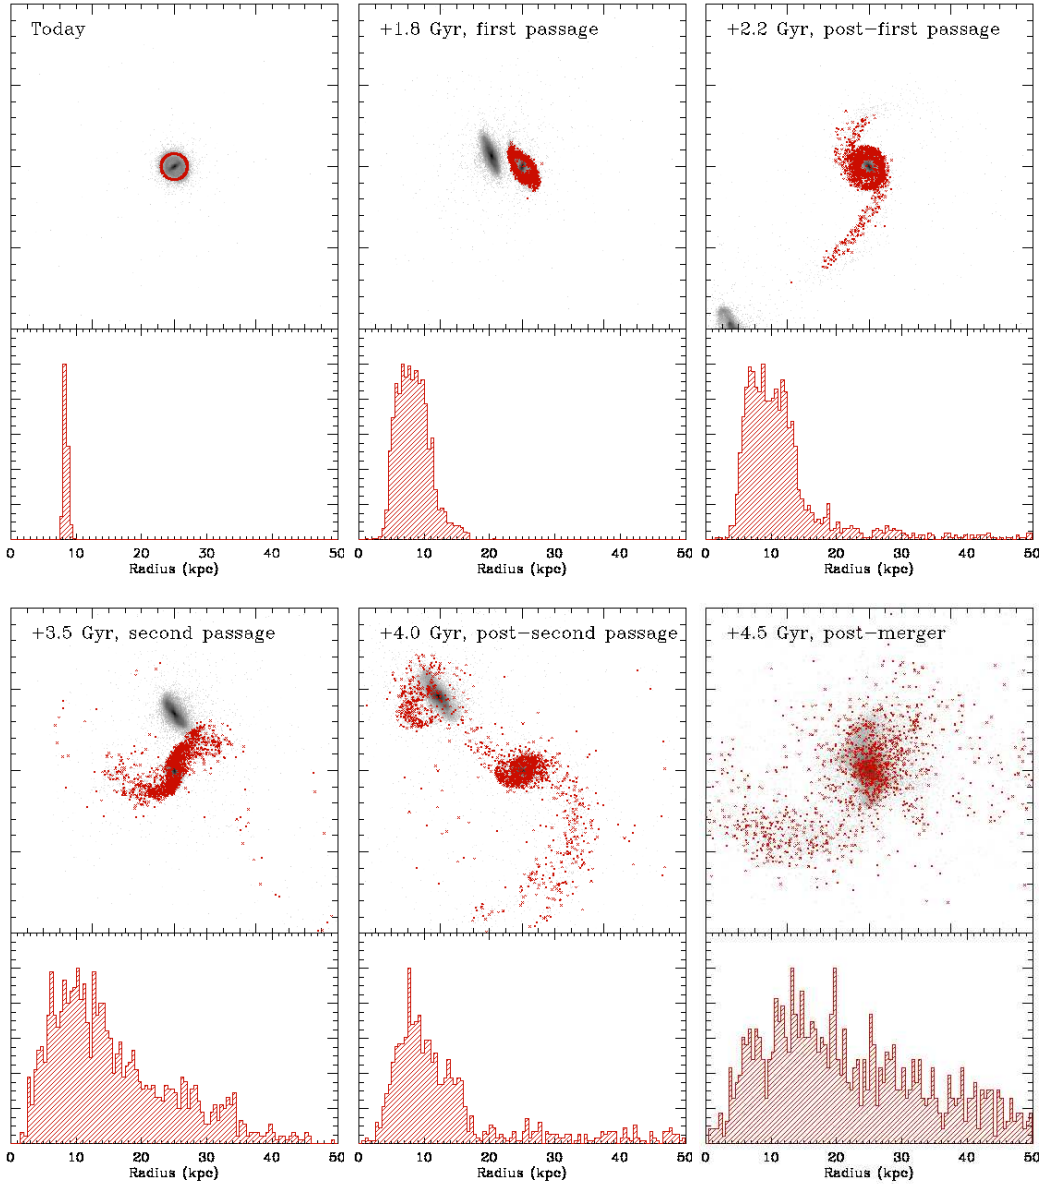 Today
+1.8 Gyr, first passage
+2.2 Gyr, post-first passage
0 10 20 30 40 50
Radius (kpc)
0 10 20 30 40 50
Radius (kpc)
0 10 20 30 40 50
Radius (kpc)
+3.5 Gyr, second passage
+4.0 Gyr, post-second passage
+4.5 Gyr, post-merger
0 10 20 30 40 50
Radius (kpc)
0 10 20 30 40 50
Radius (kpc)
0 10 20 30 40 50
Radius (kpc)